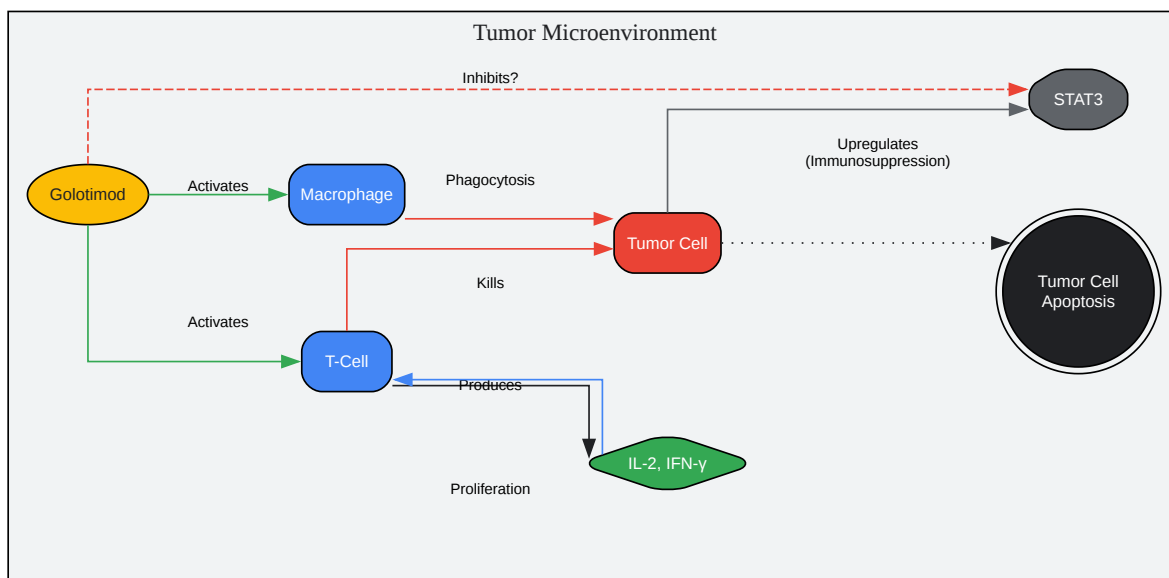 Tumor Microenvironment
Inhibits?
STAT3
Upregulates
(Immunosuppression)
Golotimod
Activates
Macrophage
Phagocytosis
Tumor Cell
Kills
Tumor Cell
Apoptosis
Activates
T-Cell
Produces
IL-2, IFN-γ
Proliferation